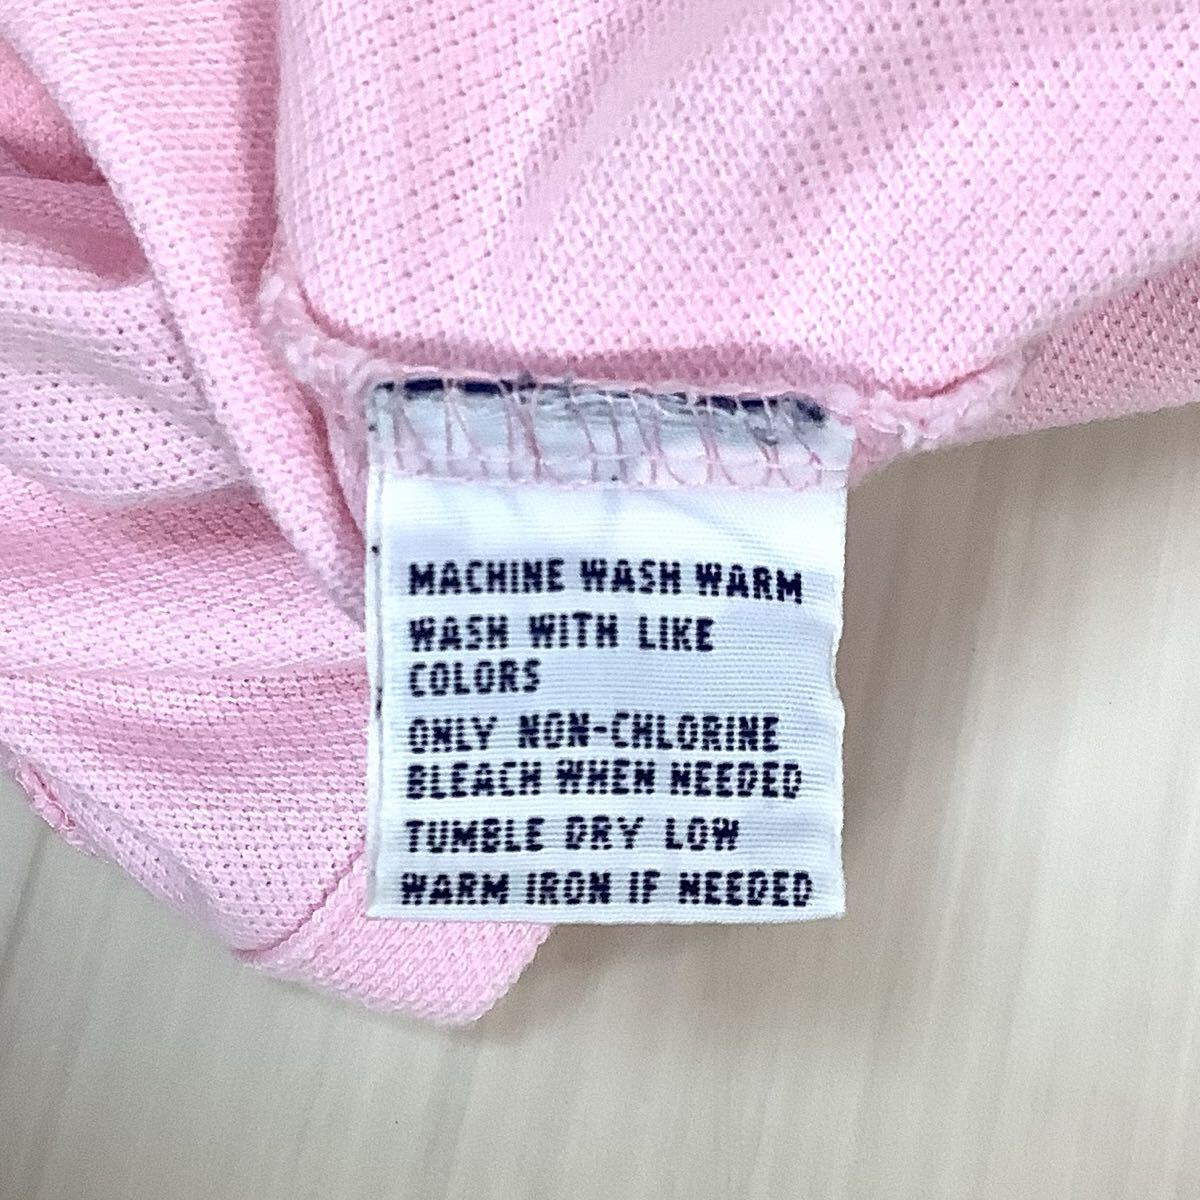 MACHINE WASH WARM
WASH WITH LIKE
COLORS
ONLY NON-CHLORINE
BLEACH WHEN NEEDED
TUMBLE DRY LOW
WARM IRON IF NEEDED